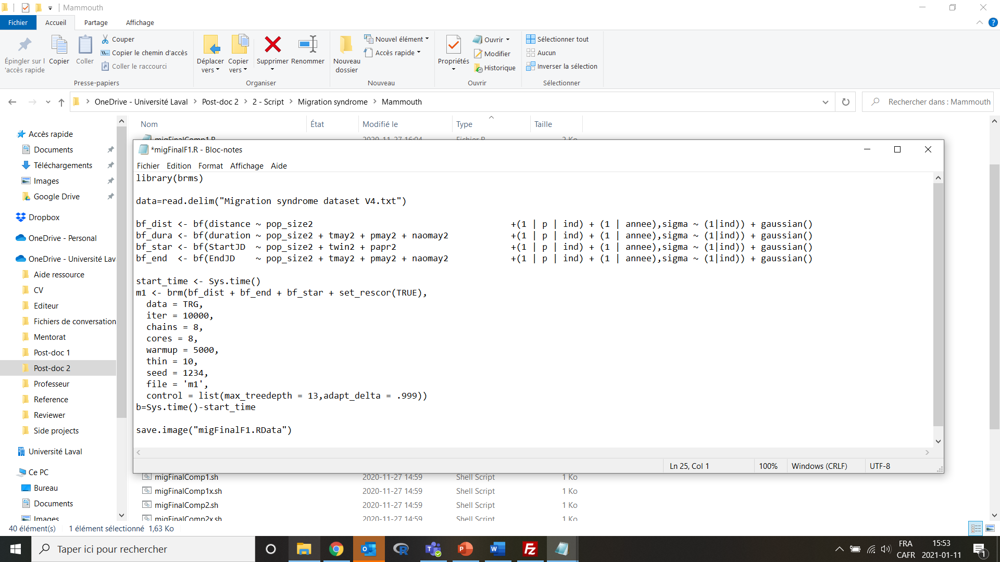 Mammouth
Fichier Accueil Partage Affichage
Épingler sur l'accès rapide
Copier
Coller
Couper
Copier le chemin d'accès
Coller le raccourci
Presse-papiers
Déplacer vers
Copier vers
Supprimer
Renommer
Organiser
Nouveau dossier
Nouvel élément
Accès rapide
Nouveau
Propriétés
Ouvrir
Modifier
Historique
Ouvrir
Sélectionner tout
Aucun
Inverser la sélection
Sélectionner
OneDrive - Université Laval > Post-doc 2 > 2 - Script > Migration syndrome > Mammouth
Rechercher dans : Mammouth
Nom État Modifié le Type Taille
Accès rapide
Documents
Téléchargements
Images
Google Drive
Dropbox
OneDrive - Personal
OneDrive - Université Lav
Aide ressource
CV
Editeur
Fichiers de conversation
Mentorat
Post-doc 1
Post-doc 2
Professeur
Reference
Reviewer
Side projects
Université Laval
Ce PC
Bureau
Documents
Images
migFinalComp1.R 2020-11-27 16:04 Fichier R 2 Ko
*migFinalF1.R - Bloc-notes
Fichier Edition Format Affichage Aide
library(brms)
data=read.delim("Migration syndrome dataset V4.txt")
bf_dist <- bf(distance ~ pop_size2 +(1 | p | ind) + (1 | annee),sigma ~ (1|ind)) + gaussian()
bf_dura <- bf(duration ~ pop_size2 + tmay2 + pmay2 + naomay2 +(1 | p | ind) + (1 | annee),sigma ~ (1|ind)) + gaussian()
bf_star <- bf(StartJD ~ pop_size2 + twin2 + papr2 +(1 | p | ind) + (1 | annee),sigma ~ (1|ind)) + gaussian()
bf_end <- bf(EndJD ~ pop_size2 + tmay2 + pmay2 + naomay2 +(1 | p | ind) + (1 | annee),sigma ~ (1|ind)) + gaussian()
start_time <- Sys.time()
m1 <- brm(bf_dist + bf_end + bf_star + set_rescor(TRUE),
data = TRG,
iter = 10000,
chains = 8,
cores = 8,
warmup = 5000,
thin = 10,
seed = 1234,
file = 'm1',
control = list(max_treedepth = 13,adapt_delta = .999))
b=Sys.time()-start_time
save.image("migFinalF1.RData")
Ln 25, Col 1 100% Windows (CRLF) UTF-8
migFinalComp1.sh 2020-11-27 14:59 Shell Script 1 Ko
migFinalComp1x.sh 2020-11-27 14:59 Shell Script 1 Ko
migFinalComp2.sh 2020-11-27 14:59 Shell Script 1 Ko
migFinalComp2x.sh 2020-11-27 14:59 Shell Script 1 Ko
40 élément(s) 1 élément sélectionné 1,63 Ko
Taper ici pour rechercher
FRA
CAFR
15:53
2021-01-11
1